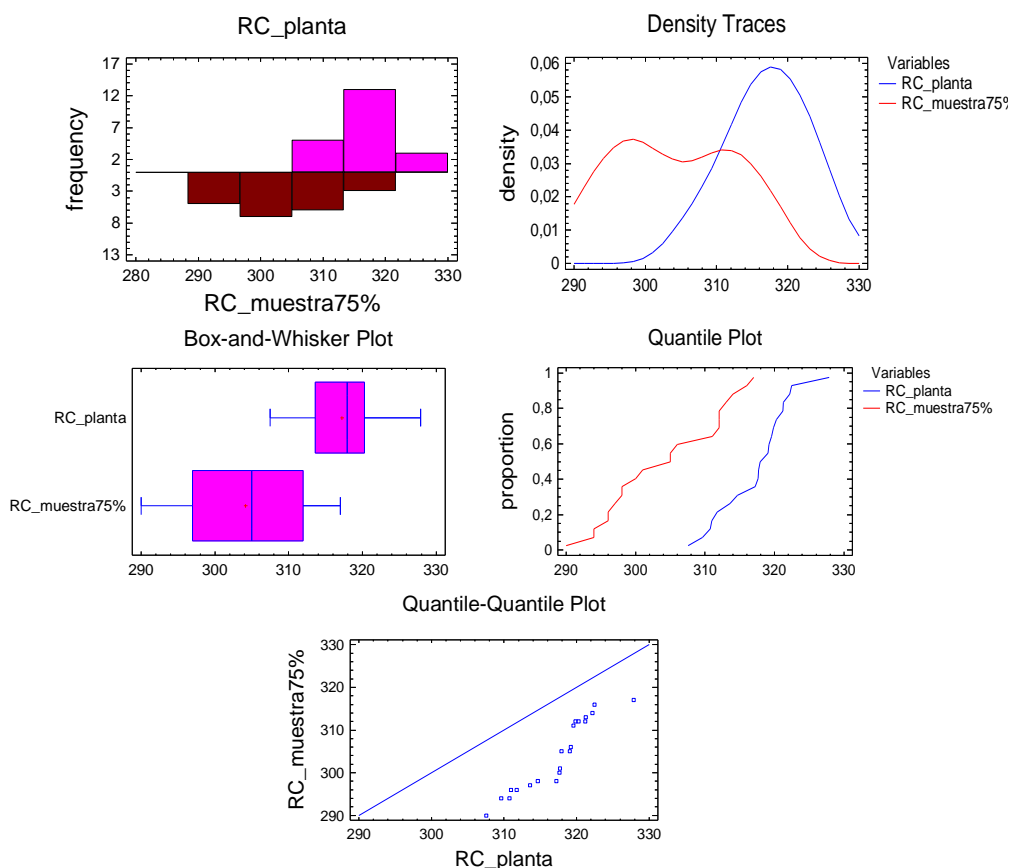 RC_planta
frequency
17
12
7
2
3
8
13
280 290 300 310 320 330
RC_muestra75%
Density Traces
density
0,06
0,05
0,04
0,03
0,02
0,01
0
290 300 310 320 330
Variables
RC_planta
RC_muestra75%
Box-and-Whisker Plot
RC_planta
RC_muestra75%
290 300 310 320 330
Quantile Plot
proportion
1
0,8
0,6
0,4
0,2
0
290 300 310 320 330
Variables
RC_planta
RC_muestra75%
Quantile-Quantile Plot
RC_muestra75%
330
320
310
300
290
290 300 310 320 330
RC_planta